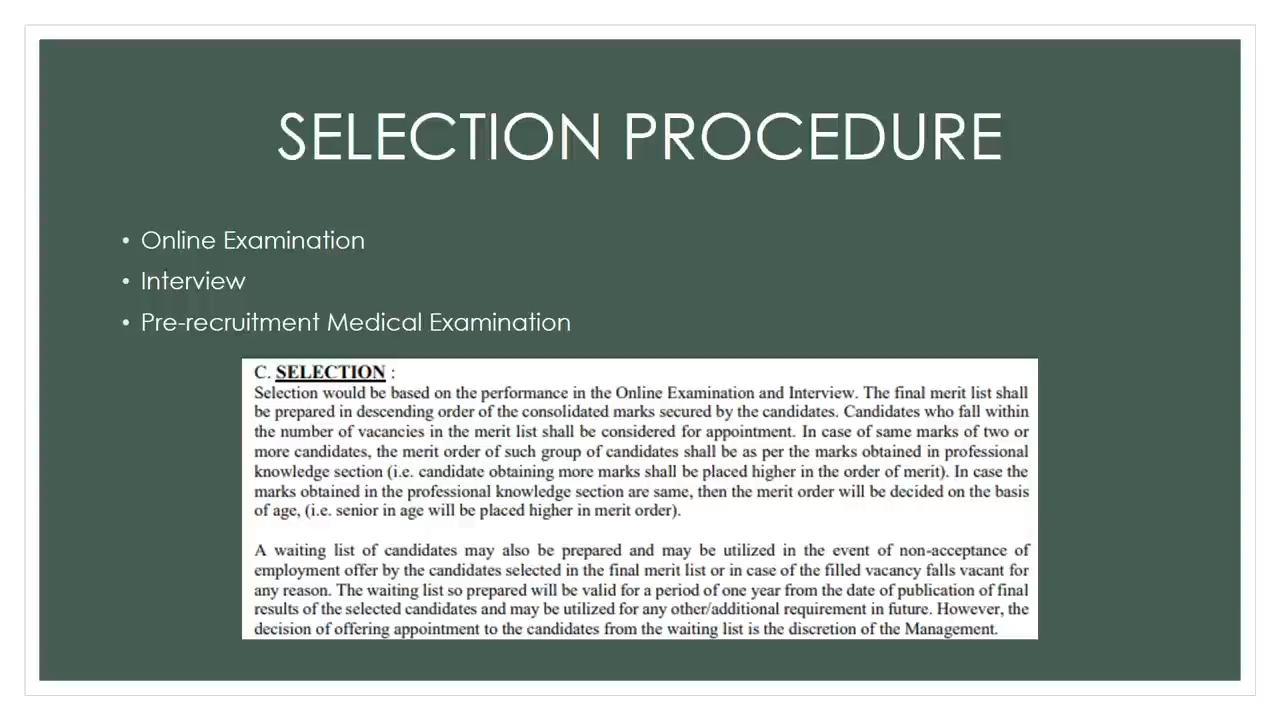 SELECTION PROCEDURE
• Online Examination
• Interview
• Pre-recruitment Medical Examination
C. SELECTION :
Selection would be based on the performance in the Online Examination and Interview. The final merit list shall
be prepared in descending order of the consolidated marks secured by the candidates. Candidates who fall within
the number of vacancies in the merit list shall be considered for appointment. In case of same marks of two or
more candidates, the merit order of such group of candidates shall be as per the marks obtained in professional
knowledge section (i.e. candidate obtaining more marks shall be placed higher in the order of merit). In case the
marks obtained in the professional knowledge section are same, then the merit order will be decided on the basis
of age, (i.e. senior in age will be placed higher in merit order).
A waiting list of candidates may also be prepared and may be utilized in the event of non-acceptance of
employment offer by the candidates selected in the final merit list or in case of the filled vacancy falls vacant for
any reason. The waiting list so prepared will be valid for a period of one year from the date of publication of final
results of the selected candidates and may be utilized for any other/additional requirement in future. However, the
decision of offering appointment to the candidates from the waiting list is the discretion of the Management.